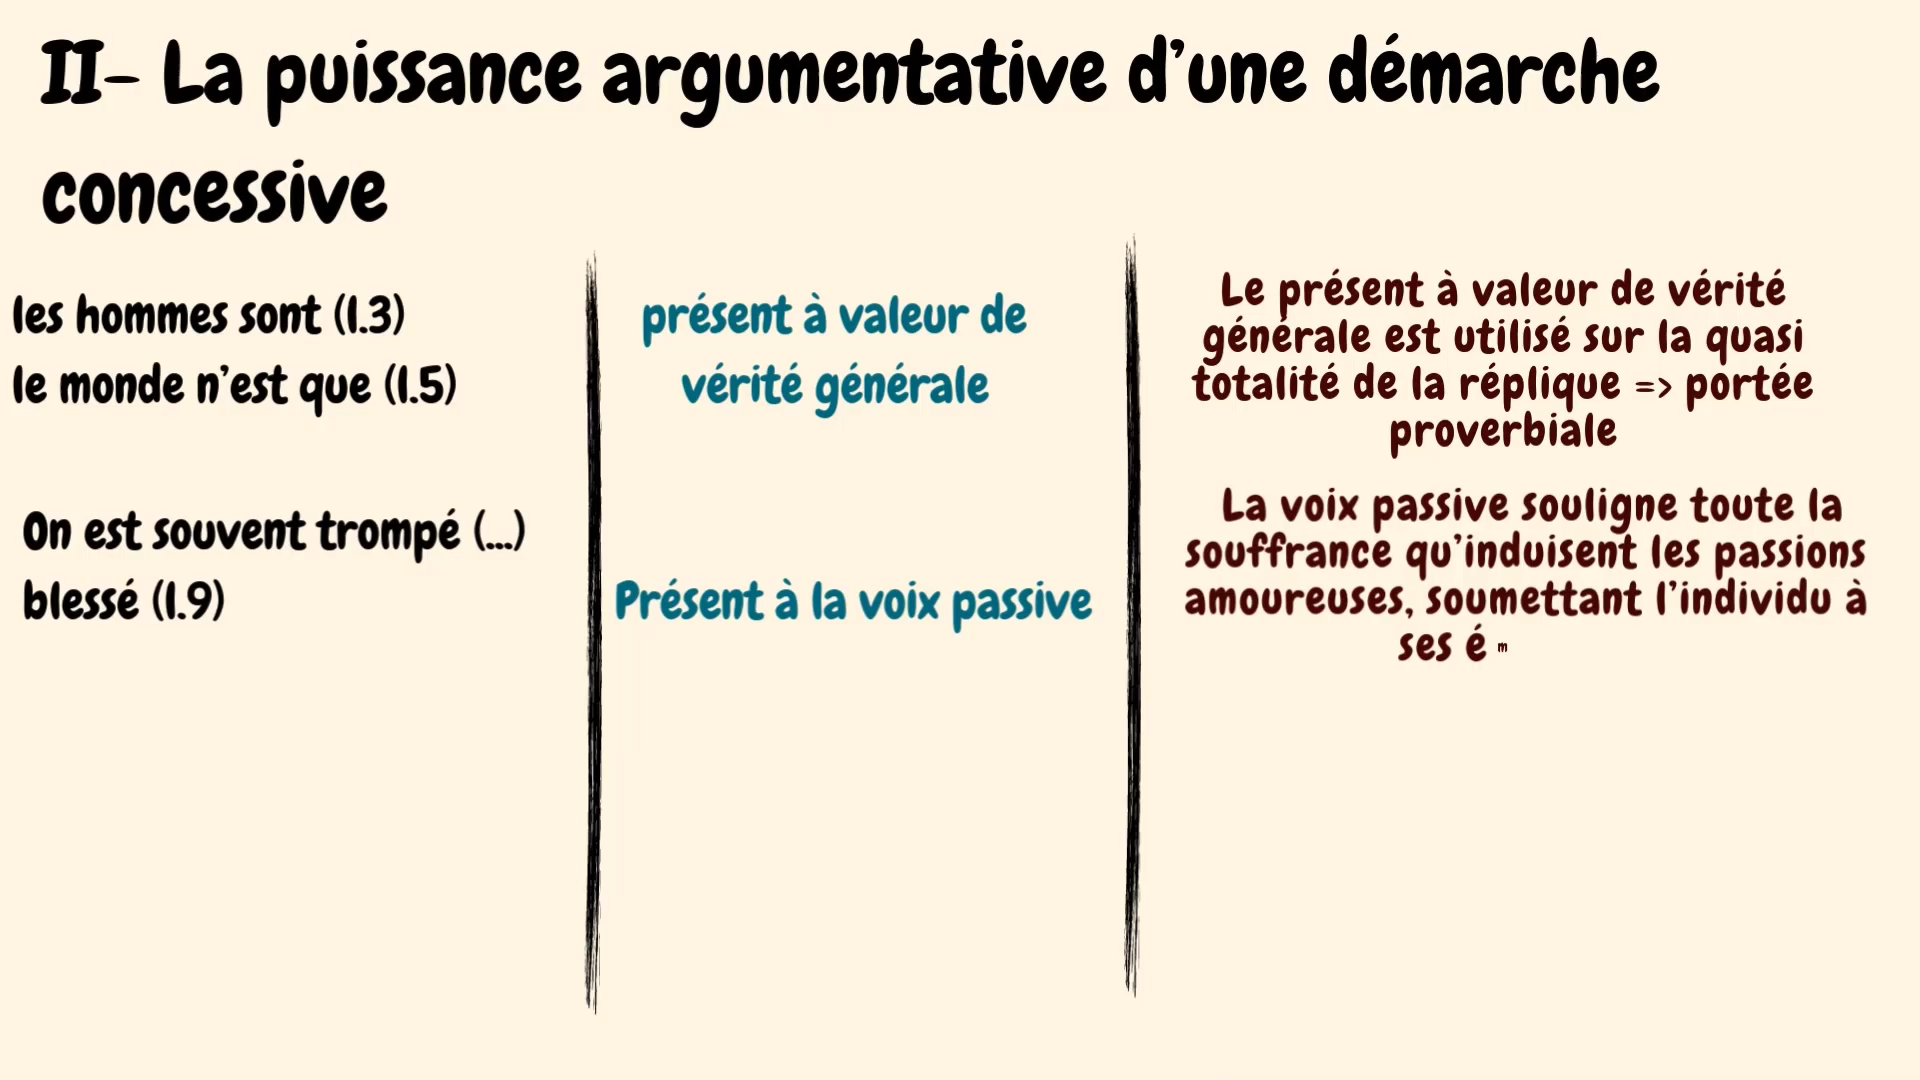 II- La puissance argumentative d'une démarche
concessive
les hommes sont (l.3)
le monde n'est que (l.5)
présent à valeur de
vérité générale
Le présent à valeur de vérité
générale est utilisé sur la quasi
totalité de la réplique => portée
proverbiale
On est souvent trompé (...)
blessé (l.9)
Présent à la voix passive
La voix passive souligne toute la
souffrance qu'induisent les passions
amoureuses, soumettant l'individu à
ses é m